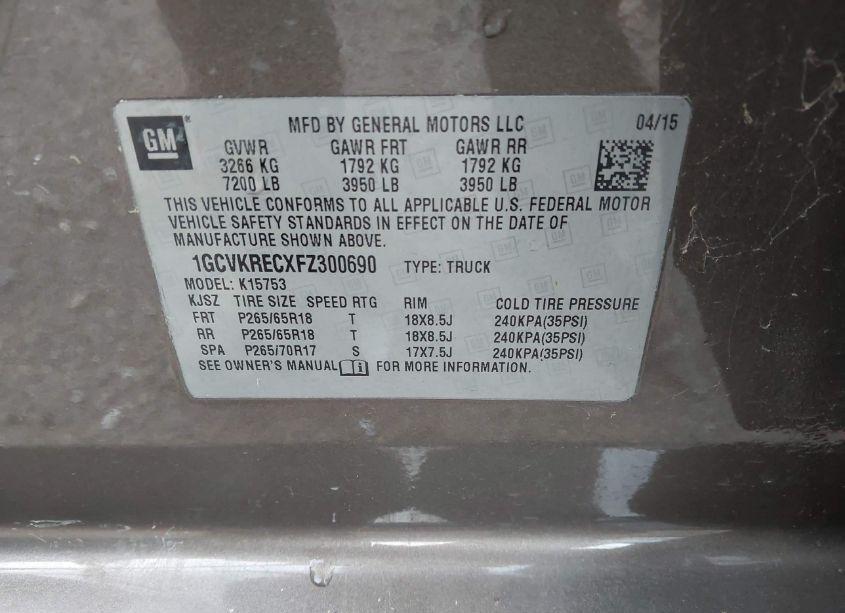 GM ® MFD BY GENERAL MOTORS LLC 04/15
GVWR GAWR FRT GAWR RR
3266 KG 1792 KG 1792 KG
7200 LB 3950 LB 3950 LB
THIS VEHICLE CONFORMS TO ALL APPLICABLE U.S. FEDERAL MOTOR
VEHICLE SAFETY STANDARDS IN EFFECT ON THE DATE OF
MANUFACTURE SHOWN ABOVE.
1GCVKRECXFZ300690 TYPE: TRUCK
MODEL: K15753
KJSZ TIRE SIZE SPEED RTG RIM COLD TIRE PRESSURE
FRT P265/65R18 T 18X8.5J 240KPA(35PSI)
RR P265/65R18 T 18X8.5J 240KPA(35PSI)
SPA P265/70R17 S 17X7.5J 240KPA(35PSI)
SEE OWNER'S MANUAL FOR MORE INFORMATION.